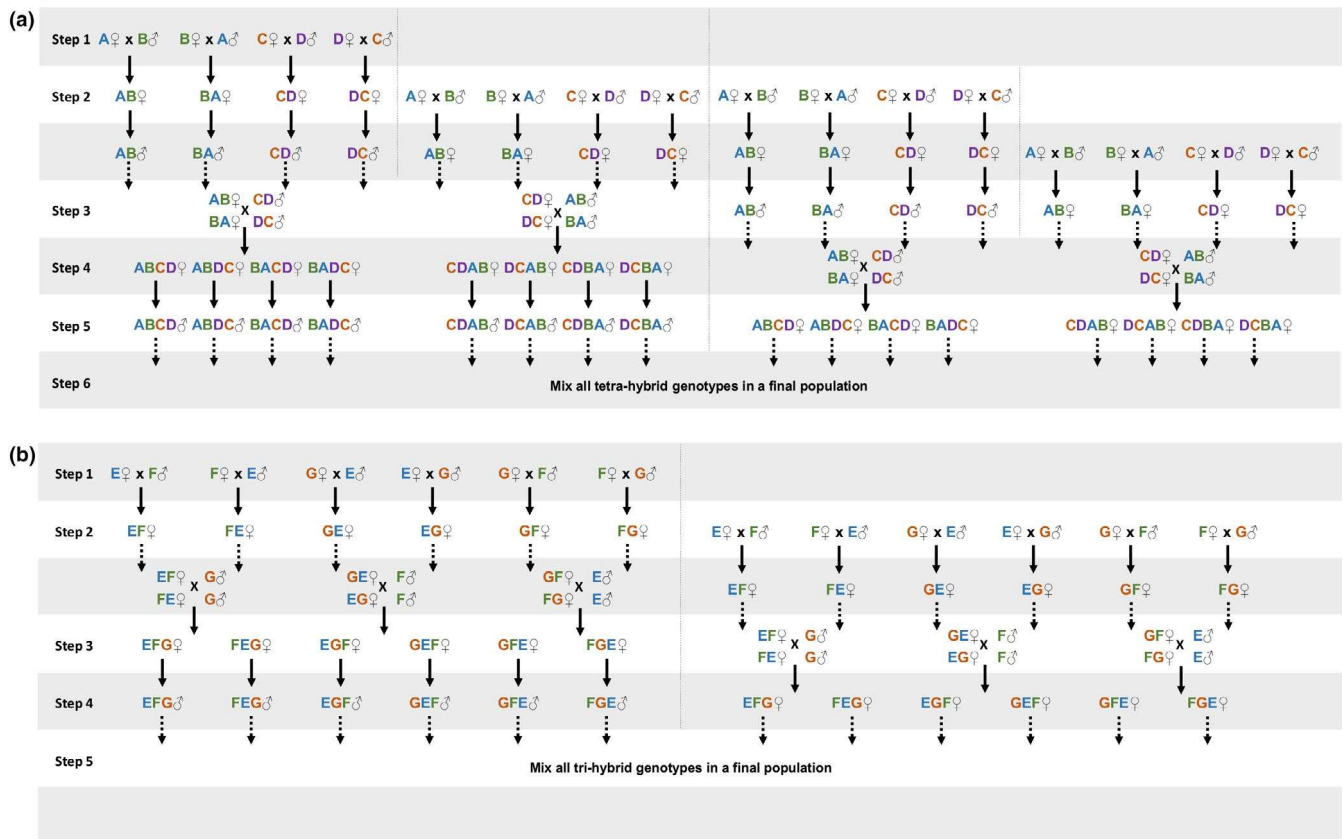 (a)
Step 1 A♀ x B♂ B♀ x A♂ C♀ x D♂ D♀ x C♂
Step 2 AB♀ BA♀ CD♀ DC♀ A♀ x B♂ B♀ x A♂ C♀ x D♂ D♀ x C♂ A♀ x B♂ B♀ x A♂ C♀ x D♂ D♀ x C♂
AB♂ BA♂ CD♂ DC♂ AB♀ BA♀ CD♀ DC♀ AB♀ BA♀ CD♀ DC♀ A♀ x B♂ B♀ x A♂ C♀ x D♂ D♀ x C♂
AB♀ CD♂ CD♀ AB♂
Step 3 x x AB♂ BA♂ CD♂ DC♂ AB♀ BA♀ CD♀ DC♀
BA♀ DC♂ DC♀ BA♂
AB♀ CD♂ CD♀ AB♂
Step 4 ABCD♀ ABDC♀ BACD♀ BADC♀ CDAB♀ DCAB♀ CDBA♀ DCBA♀ x x
BA♀ DC♂ DC♀ BA♂
Step 5 ABCD♂ ABDC♂ BACD♂ BADC♂ CDAB♂ DCAB♂ CDBA♂ DCBA♂ ABCD♀ ABDC♀ BACD♀ BADC♀ CDAB♀ DCAB♀ CDBA♀ DCBA♀
Step 6 Mix all tetra-hybrid genotypes in a final population
(b)
Step 1 E♀ x F♂ F♀ x E♂ G♀ x E♂ E♀ x G♂ G♀ x F♂ F♀ x G♂
Step 2 EF♀ FE♀ GE♀ EG♀ GF♀ FG♀ E♀ x F♂ F♀ x E♂ G♀ x E♂ E♀ x G♂ G♀ x F♂ F♀ x G♂
EF♀ x G♂ GE♀ x F♂ GF♀ x E♂ EF♀ FE♀ GE♀ EG♀ GF♀ FG♀
FE♀ G♂ EG♀ F♂ FG♀ E♂
EF♀ x G♂ GE♀ x F♂ GF♀ x E♂
Step 3 EFG♀ FEG♀ EGF♀ GEF♀ GFE♀ FGE♀
FE♀ G♂ EG♀ F♂ FG♀ E♂
Step 4 EFG♂ FEG♂ EGF♂ GEF♂ GFE♂ FGE♂ EFG♀ FEG♀ EGF♀ GEF♀ GFE♀ FGE♀
Step 5 Mix all tri-hybrid genotypes in a final population